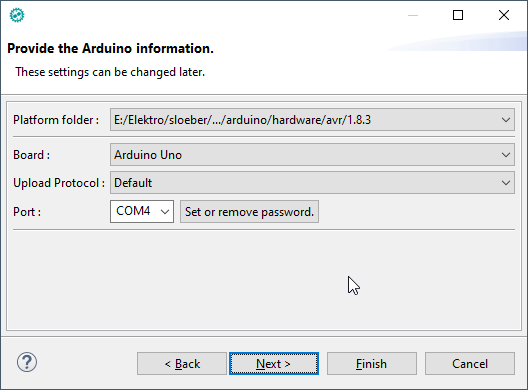 Provide the Arduino information.
These settings can be changed later.
Platform folder : E:/Elektro/sloeber/.../arduino/hardware/avr/1.8.3
Board : Arduino Uno
Upload Protocol : Default
Port : COM4 Set or remove password.
? < Back Next > Finish Cancel